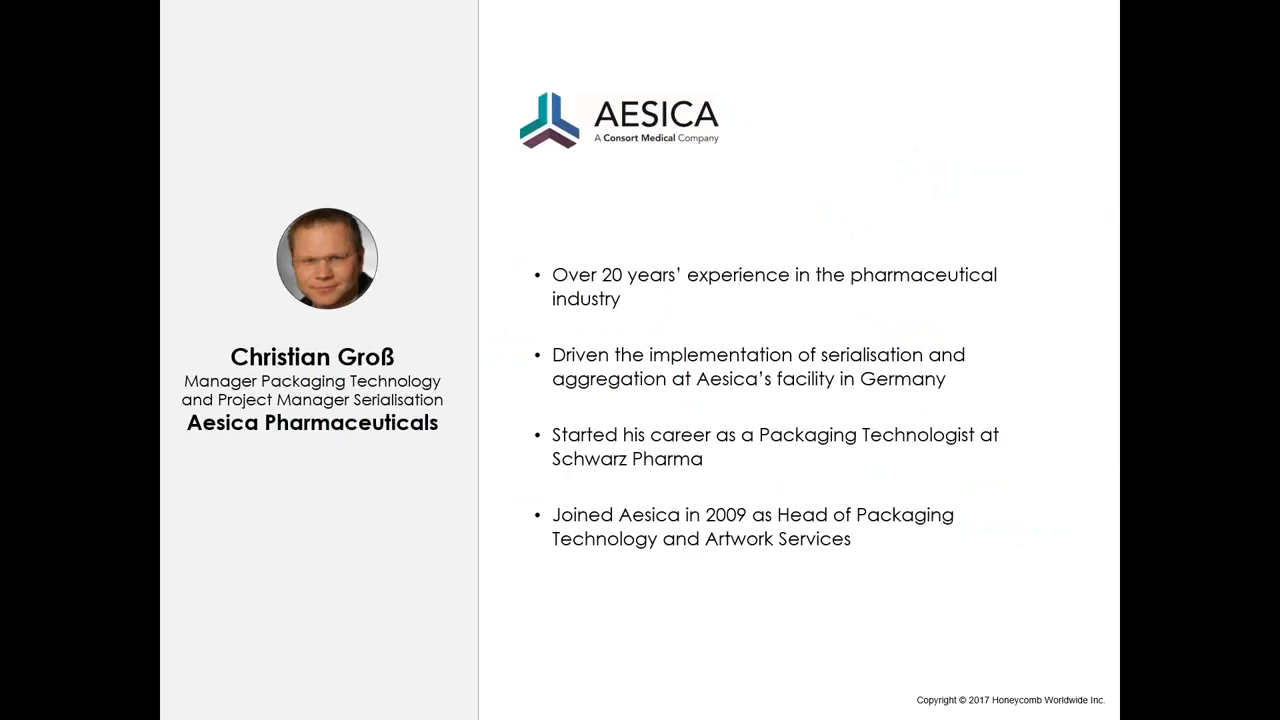 Christian Groß
Manager Packaging Technology
and Project Manager Serialisation
Aesica Pharmaceuticals
AESICA
A Consort Medical Company
• Over 20 years’ experience in the pharmaceutical
industry
• Driven the implementation of serialisation and
aggregation at Aesica’s facility in Germany
• Started his career as a Packaging Technologist at
Schwarz Pharma
• Joined Aesica in 2009 as Head of Packaging
Technology and Artwork Services
Copyright © 2017 Honeycomb Worldwide Inc.